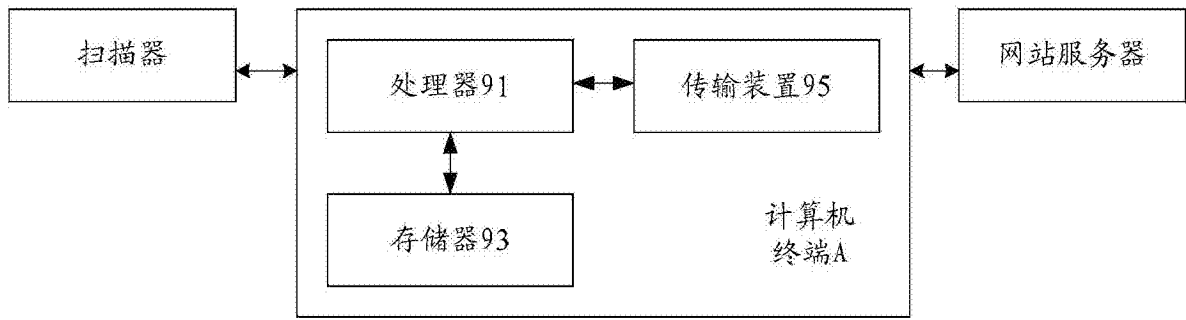 扫描器
处理器91
传输装置95
网站服务器
存储器93
计算机
终端A